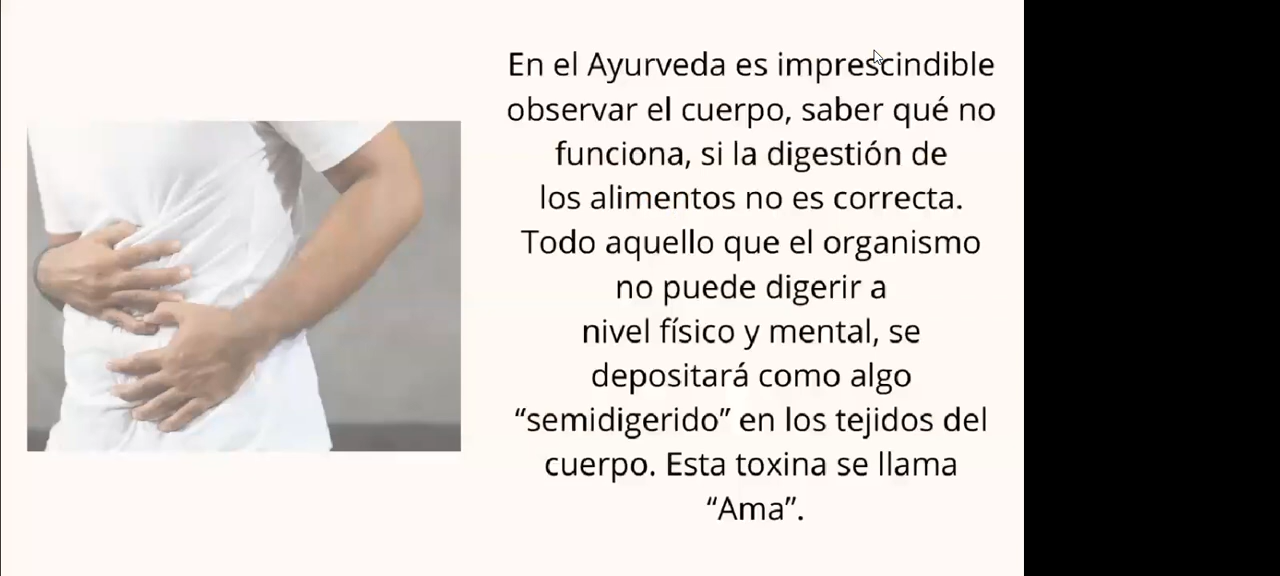 En el Ayurveda es imprescindible
observar el cuerpo, saber qué no
funciona, si la digestión de
los alimentos no es correcta.
Todo aquello que el organismo
no puede digerir a
nivel físico y mental, se
depositará como algo
“semidigerido” en los tejidos del
cuerpo. Esta toxina se llama
“Ama”.